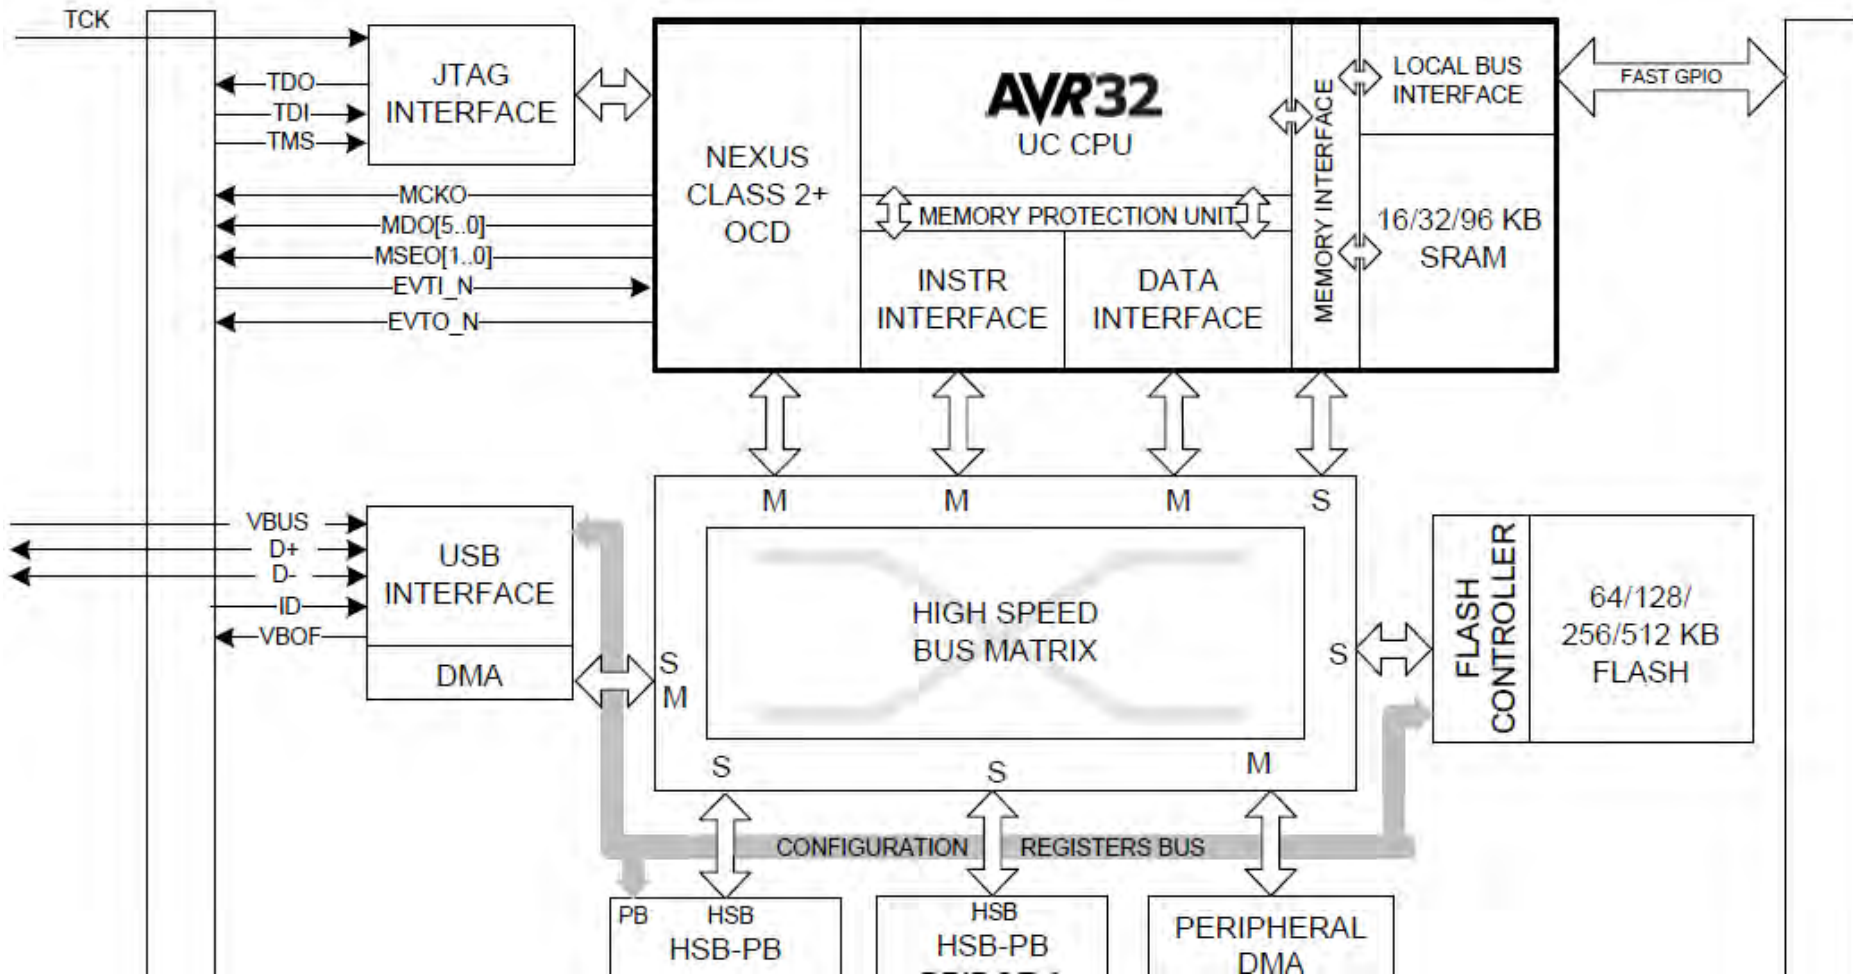 TCK
TDO
TDI
TMS
JTAG
INTERFACE
MCKO
MDO[5..0]
MSEO[1..0]
EVTI_N
EVTO_N
NEXUS
CLASS 2+
OCD
AVR32
UC CPU
MEMORY PROTECTION UNIT
INSTR
INTERFACE
DATA
INTERFACE
MEMORY INTERFACE
LOCAL BUS
INTERFACE
16/32/96 KB
SRAM
FAST GPIO
VBUS
D+
D-
ID
VBOF
USB
INTERFACE
DMA
M
M
M
S
S
M
HIGH SPEED
BUS MATRIX
S
S
S
M
FLASH
CONTROLLER
64/128/
256/512 KB
FLASH
CONFIGURATION REGISTERS BUS
PB HSB
HSB-PB
HSB
HSB-PB
PERIPHERAL
DMA